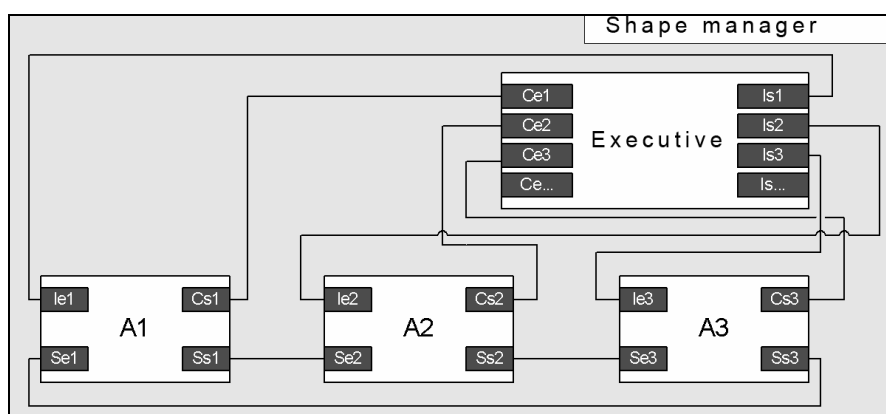 Shape manager
Ce1
Is1
Ce2
Is2
Executive
Ce3
Is3
Ce...
Is...
Ie1
Cs1
Ie2
Cs2
Ie3
Cs3
A1
A2
A3
Se1
Ss1
Se2
Ss2
Se3
Ss3